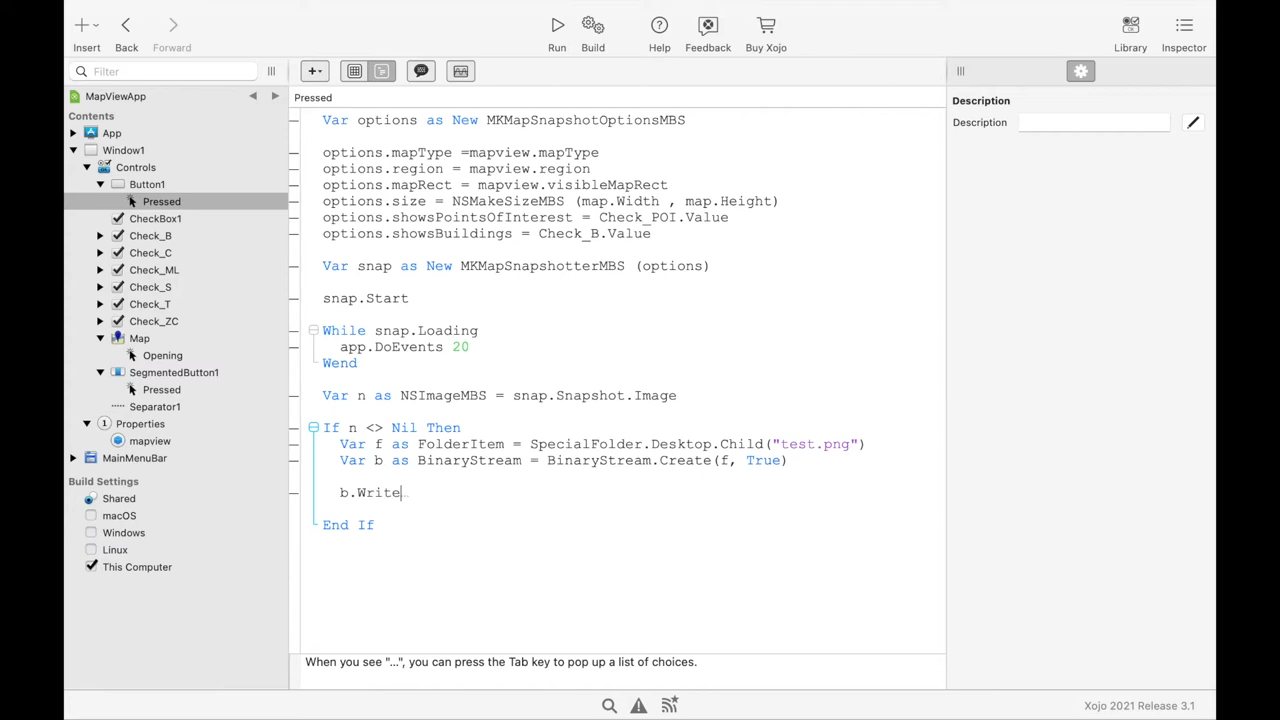 Insert
Back
Forward
Run
Build
Help
Feedback
Buy Xojo
Library
Inspector
Filter
MapViewApp
Contents
App
Window1
Controls
Button1
Pressed
CheckBox1
Check_B
Check_C
Check_ML
Check_S
Check_T
Check_ZC
Map
Opening
SegmentedButton1
Pressed
Separator1
Properties
mapview
MainMenuBar
Build Settings
Shared
macOS
Windows
Linux
This Computer
Pressed
Var options as New MKMapSnapshotOptionsMBS
options.mapType =mapview.mapType
options.region = mapview.region
options.mapRect = mapview.visibleMapRect
options.size = NSMakeSizeMBS (map.Width , map.Height)
options.showsPointsOfInterest = Check_POI.Value
options.showsBuildings = Check_B.Value
Var snap as New MKMapSnapshotterMBS (options)
snap.Start
While snap.Loading
app.DoEvents 20
Wend
Var n as NSImageMBS = snap.Snapshot.Image
If n <> Nil Then
Var f as FolderItem = SpecialFolder.Desktop.Child("test.png")
Var b as BinaryStream = BinaryStream.Create(f, True)
b.Write...
End If
When you see "...", you can press the Tab key to pop up a list of choices.
Description
Description
Xojo 2021 Release 3.1